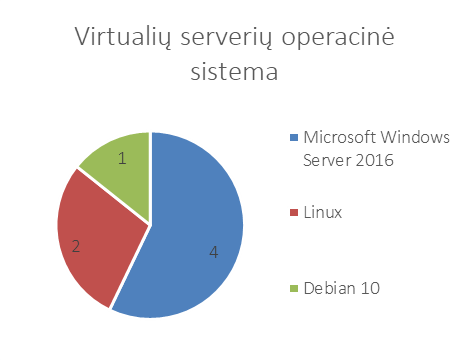 Virtualių serverių operacinė
sistema
1
2
4
Microsoft Windows
Server 2016
Linux
Debian 10